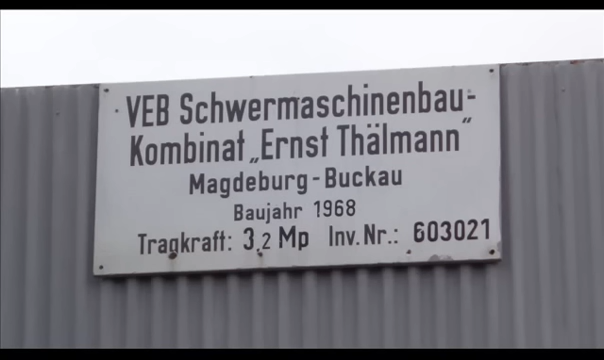 VEB Schwermaschinenbau-
Kombinat „Ernst Thälmann"
Magdeburg-Buckau
Baujahr 1968
Tragkraft: 3,2 Mp Inv. Nr.: 603021